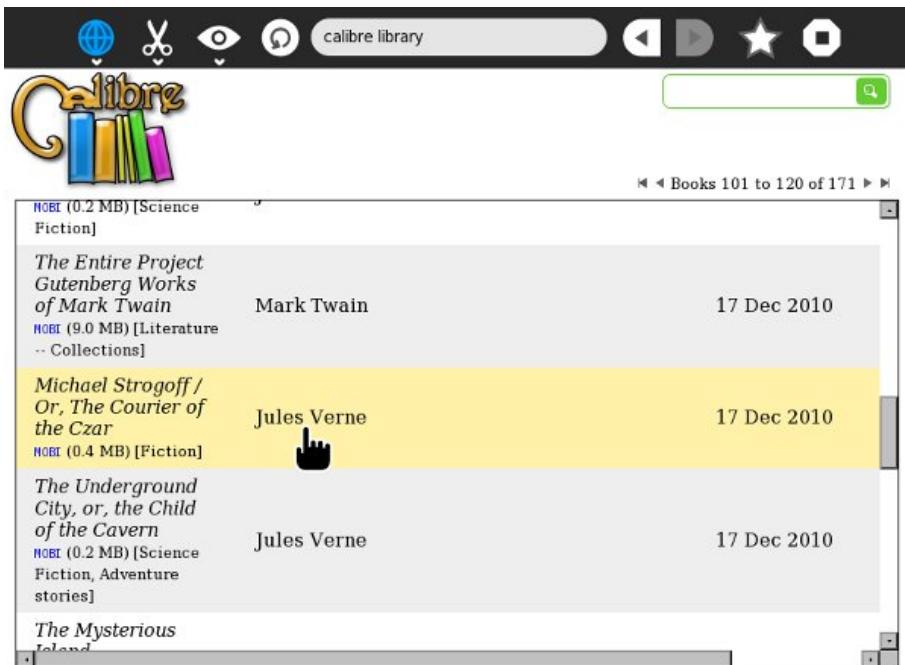 calibre library
Calibre
Books 101 to 120 of 171
MOBI (0.2 MB) [Science
Fiction]
The Entire Project
Gutenberg Works
of Mark Twain
MOBI (9.0 MB) [Literature
-- Collections]
Mark Twain
17 Dec 2010
Michael Strogoff /
Or, The Courier of
the Czar
MOBI (0.4 MB) [Fiction]
Jules Verne
17 Dec 2010
The Underground
City, or, the Child
of the Cavern
MOBI (0.2 MB) [Science
Fiction, Adventure
stories]
Jules Verne
17 Dec 2010
The Mysterious
Island